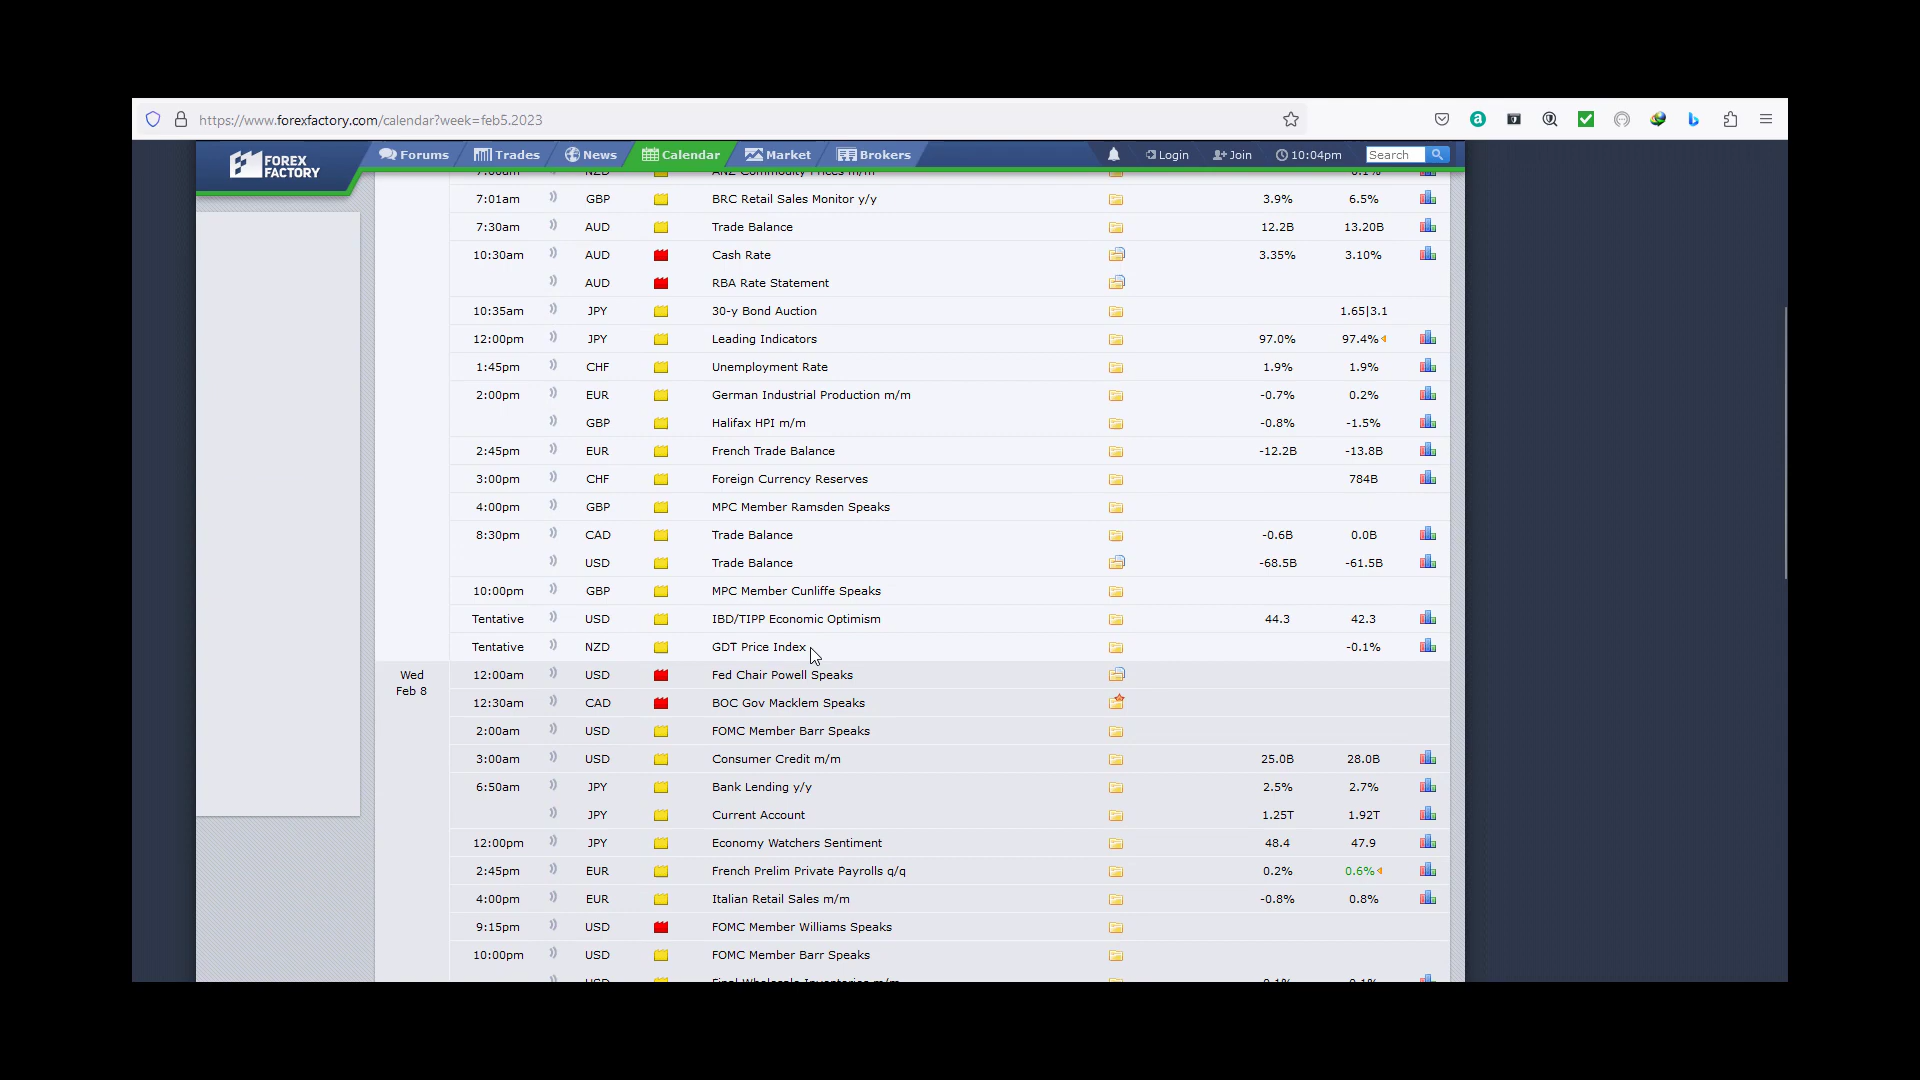 https://www.forexfactory.com/calendar?week=feb5.2023
FOREX FACTORY Forums Trades News Calendar Market Brokers Login Join 10:04pm Search
7:01am GBP BRC Retail Sales Monitor y/y 3.9% 6.5%
7:30am AUD Trade Balance 12.2B 13.20B
10:30am AUD Cash Rate 3.35% 3.10%
AUD RBA Rate Statement
10:35am JPY 30-y Bond Auction 1.65|3.1
12:00pm JPY Leading Indicators 97.0% 97.4%
1:45pm CHF Unemployment Rate 1.9% 1.9%
2:00pm EUR German Industrial Production m/m -0.7% 0.2%
GBP Halifax HPI m/m -0.8% -1.5%
2:45pm EUR French Trade Balance -12.2B -13.8B
3:00pm CHF Foreign Currency Reserves 784B
4:00pm GBP MPC Member Ramsden Speaks
8:30pm CAD Trade Balance -0.6B 0.0B
USD Trade Balance -68.5B -61.5B
10:00pm GBP MPC Member Cunliffe Speaks
Tentative USD IBD/TIPP Economic Optimism 44.3 42.3
Tentative NZD GDT Price Index -0.1%
Wed Feb 8 12:00am USD Fed Chair Powell Speaks
12:30am CAD BOC Gov Macklem Speaks
2:00am USD FOMC Member Barr Speaks
3:00am USD Consumer Credit m/m 25.0B 28.0B
6:50am JPY Bank Lending y/y 2.5% 2.7%
JPY Current Account 1.25T 1.92T
12:00pm JPY Economy Watchers Sentiment 48.4 47.9
2:45pm EUR French Prelim Private Payrolls q/q 0.2% 0.6%
4:00pm EUR Italian Retail Sales m/m -0.8% 0.8%
9:15pm USD FOMC Member Williams Speaks
10:00pm USD FOMC Member Barr Speaks